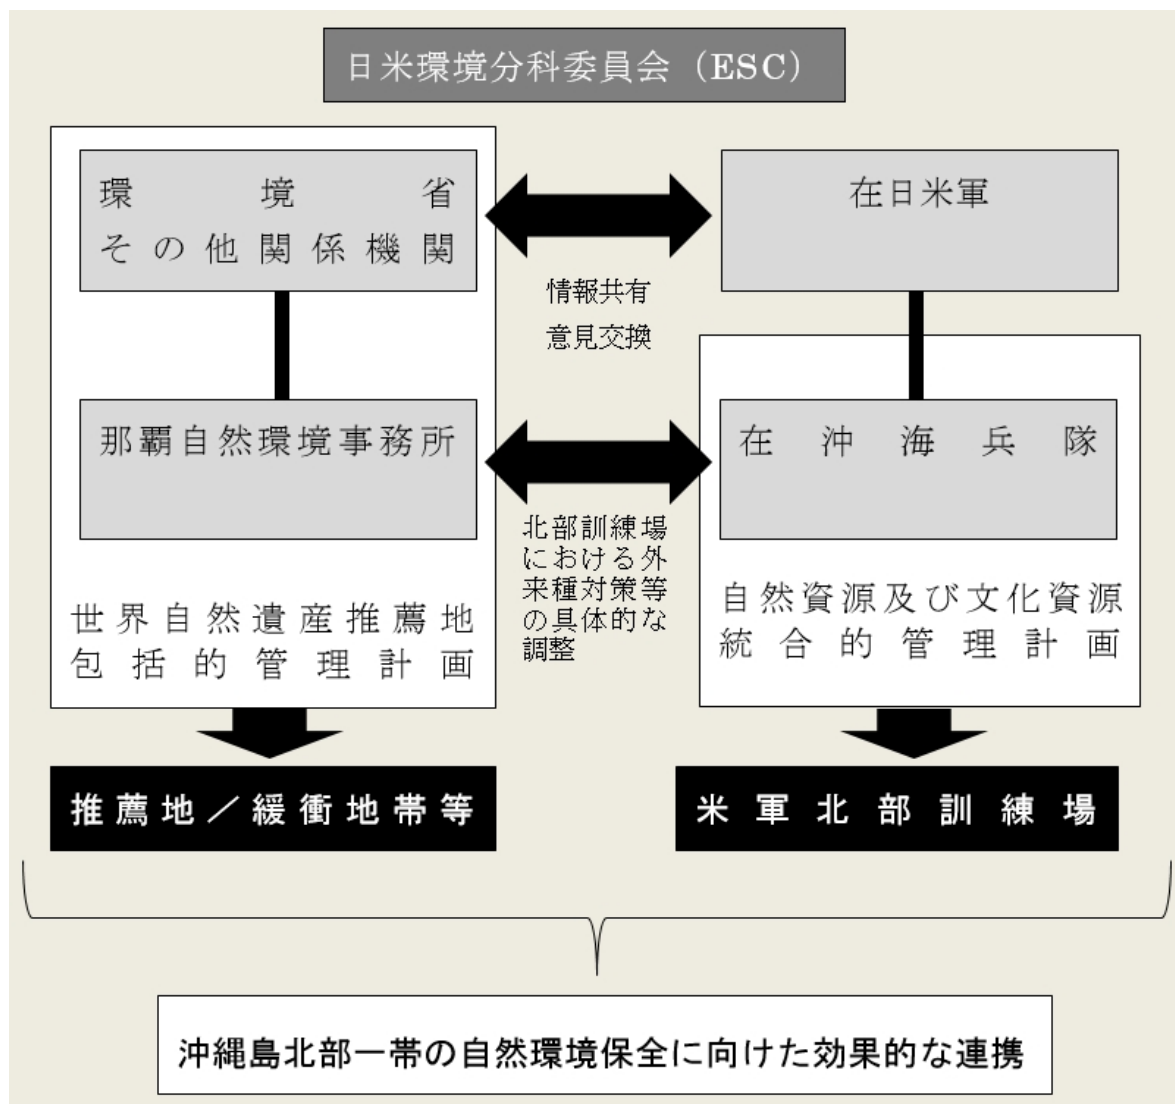 日米環境分科委員会（ESC）
環境省
その他関係機関
在日米軍
情報共有
意見交換
那覇自然環境事務所
在沖海兵隊
北部訓練場
における外
来種対策等
の具体的な
調整
世界自然遺産推薦地
包括的管理計画
自然資源及び文化資源
統合的管理計画
推薦地／緩衝地帯等
米軍北部訓練場
沖縄島北部一帯の自然環境保全に向けた効果的な連携